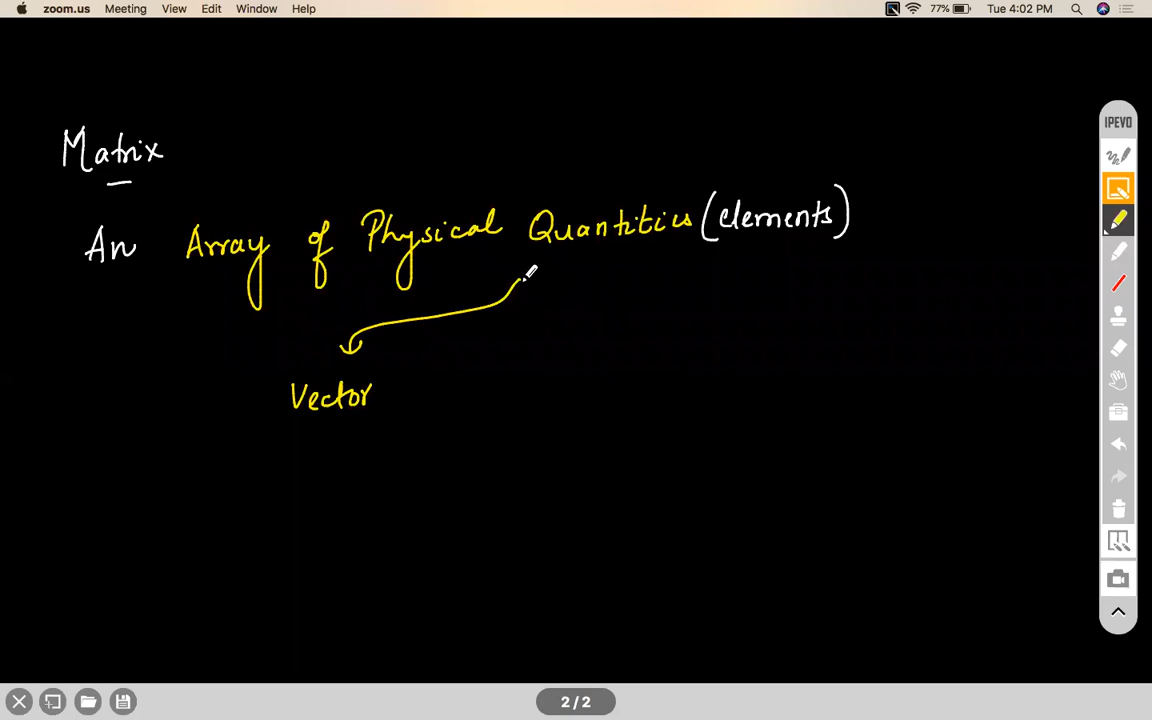 zoom.us Meeting View Edit Window Help 77% Tue 4:02 PM
IPEVO
Matrix
An Array of Physical Quantities (elements)
Vector
2/2